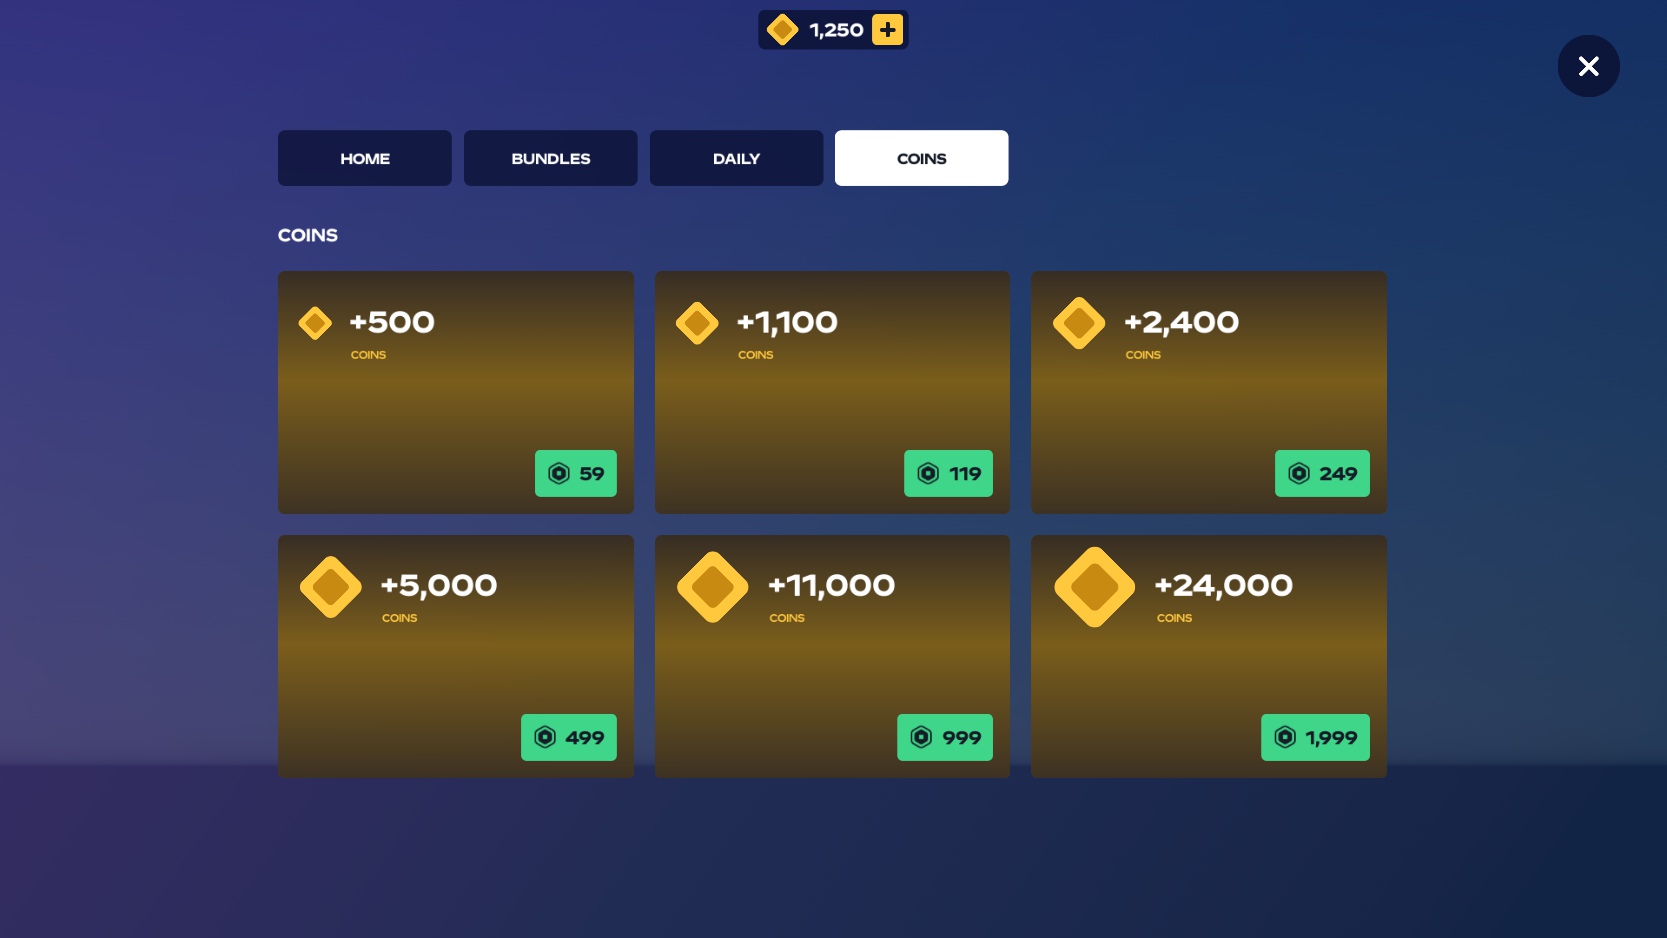 1,250
HOME
BUNDLES
DAILY
COINS
COINS
+500
COINS
59
+1,100
COINS
119
+2,400
COINS
249
+5,000
COINS
499
+11,000
COINS
999
+24,000
COINS
1,999